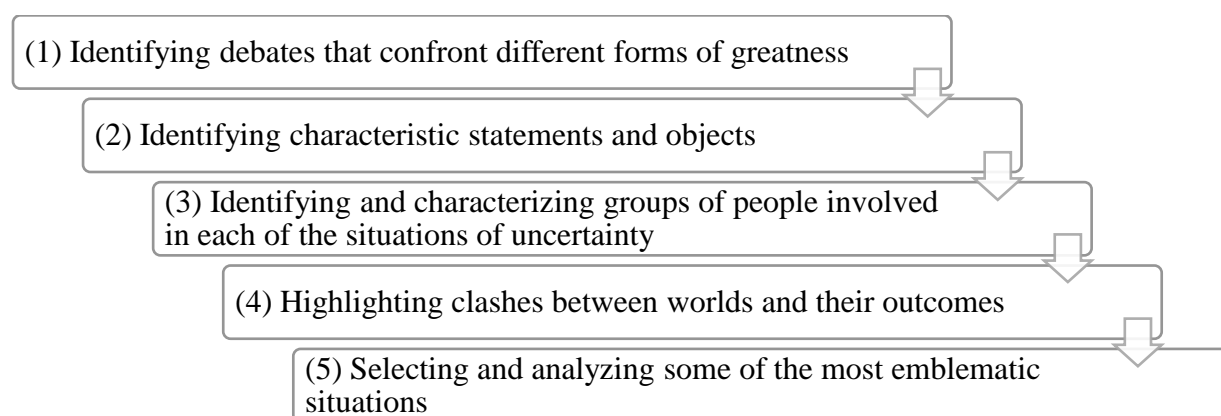 (1) Identifying debates that confront different forms of greatness
(2) Identifying characteristic statements and objects
(3) Identifying and characterizing groups of people involved
in each of the situations of uncertainty
(4) Highlighting clashes between worlds and their outcomes
(5) Selecting and analyzing some of the most emblematic
situations